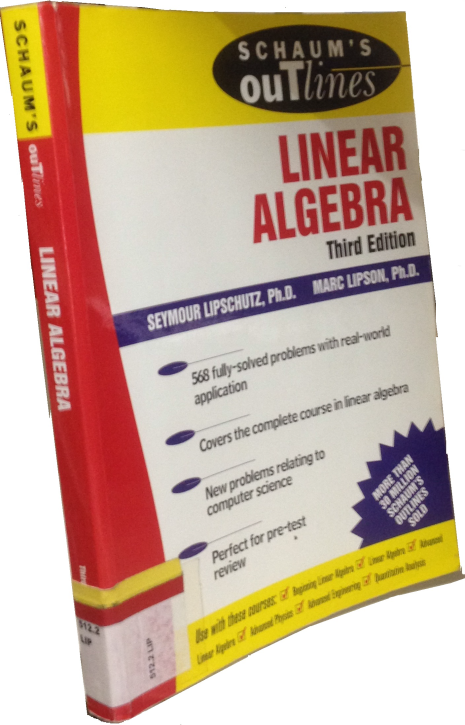 SCHAUM'S
ouTlines
LINEAR
ALGEBRA
Third Edition
SEYMOUR LIPSCHUTZ, Ph.D. MARC LIPSON, Ph.D.
568 fully-solved problems with real-world
application
Covers the complete course in linear algebra
New problems relating to
computer science
Perfect for pre-test
review
MORE THAN
30 MILLION
SCHAUM'S
OUTLINES
SOLD
Use with these courses: Beginning Linear Algebra Linear Algebra Advanced
Linear Algebra Advanced Physics Advanced Engineering Quantitative Analysis
SCHAUM'S
ouTlines
LINEAR ALGEBRA
512.2
LIP
512.2 LIP